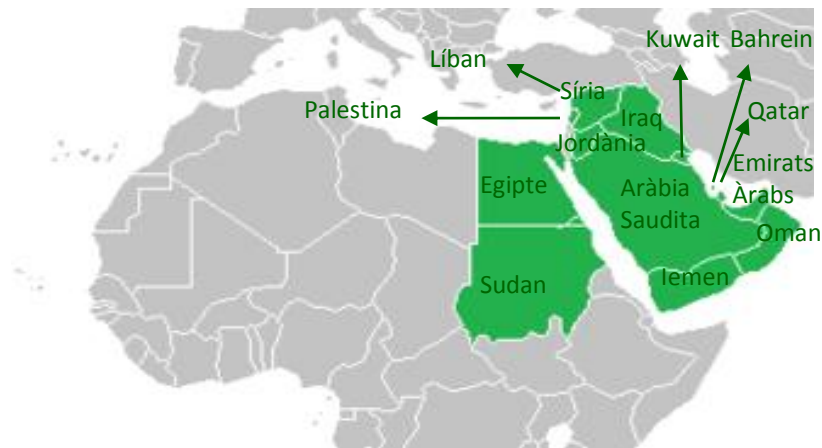 Kuwait Bahrein
Líban
Síria
Palestina
Qatar
Iraq
Jordània
Emirats
Àrabs
Egipte
Aràbia
Saudita
Oman
Iemen
Sudan